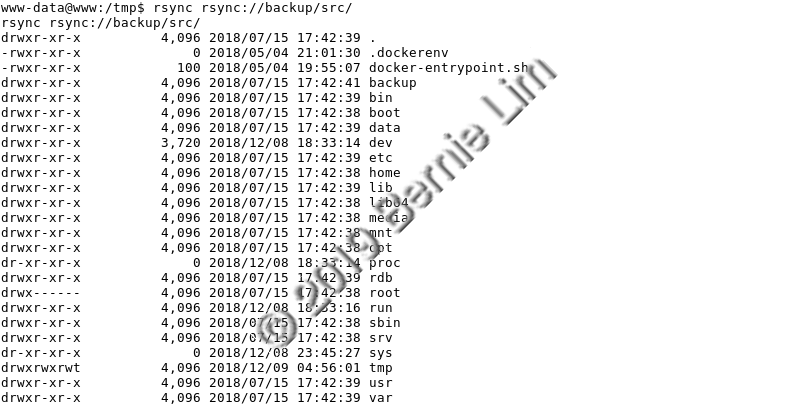 www-data@www:/tmp$ rsync rsync://backup/src/
rsync rsync://backup/src/
drwxr-xr-x          4,096 2018/07/15 17:42:39 .
-rwxr-xr-x              0 2018/05/04 21:01:30 .dockerenv
-rwxr-xr-x            100 2018/05/04 19:55:07 docker-entrypoint.sh
drwxr-xr-x          4,096 2018/07/15 17:42:41 backup
drwxr-xr-x          4,096 2018/07/15 17:42:39 bin
drwxr-xr-x          4,096 2018/07/15 17:42:38 boot
drwxr-xr-x          4,096 2018/07/15 17:42:39 data
drwxr-xr-x          3,720 2018/12/08 18:33:14 dev
drwxr-xr-x          4,096 2018/07/15 17:42:39 etc
drwxr-xr-x          4,096 2018/07/15 17:42:38 home
drwxr-xr-x          4,096 2018/07/15 17:42:39 lib
drwxr-xr-x          4,096 2018/07/15 17:42:38 lib64
drwxr-xr-x          4,096 2018/07/15 17:42:38 media
drwxr-xr-x          4,096 2018/07/15 17:42:38 mnt
drwxr-xr-x          4,096 2018/07/15 17:42:38 opt
dr-xr-xr-x              0 2018/12/08 18:33:14 proc
drwxr-xr-x          4,096 2018/07/15 17:42:39 rdb
drwx------          4,096 2018/07/15 17:42:38 root
drwxr-xr-x          4,096 2018/12/08 18:33:16 run
drwxr-xr-x          4,096 2018/07/15 17:42:38 sbin
drwxr-xr-x          4,096 2018/07/15 17:42:38 srv
dr-xr-xr-x              0 2018/12/08 23:45:27 sys
drwxrwxrwt          4,096 2018/12/09 04:56:01 tmp
drwxr-xr-x          4,096 2018/07/15 17:42:39 usr
drwxr-xr-x          4,096 2018/07/15 17:42:39 var
© 2019 Bernie Lim